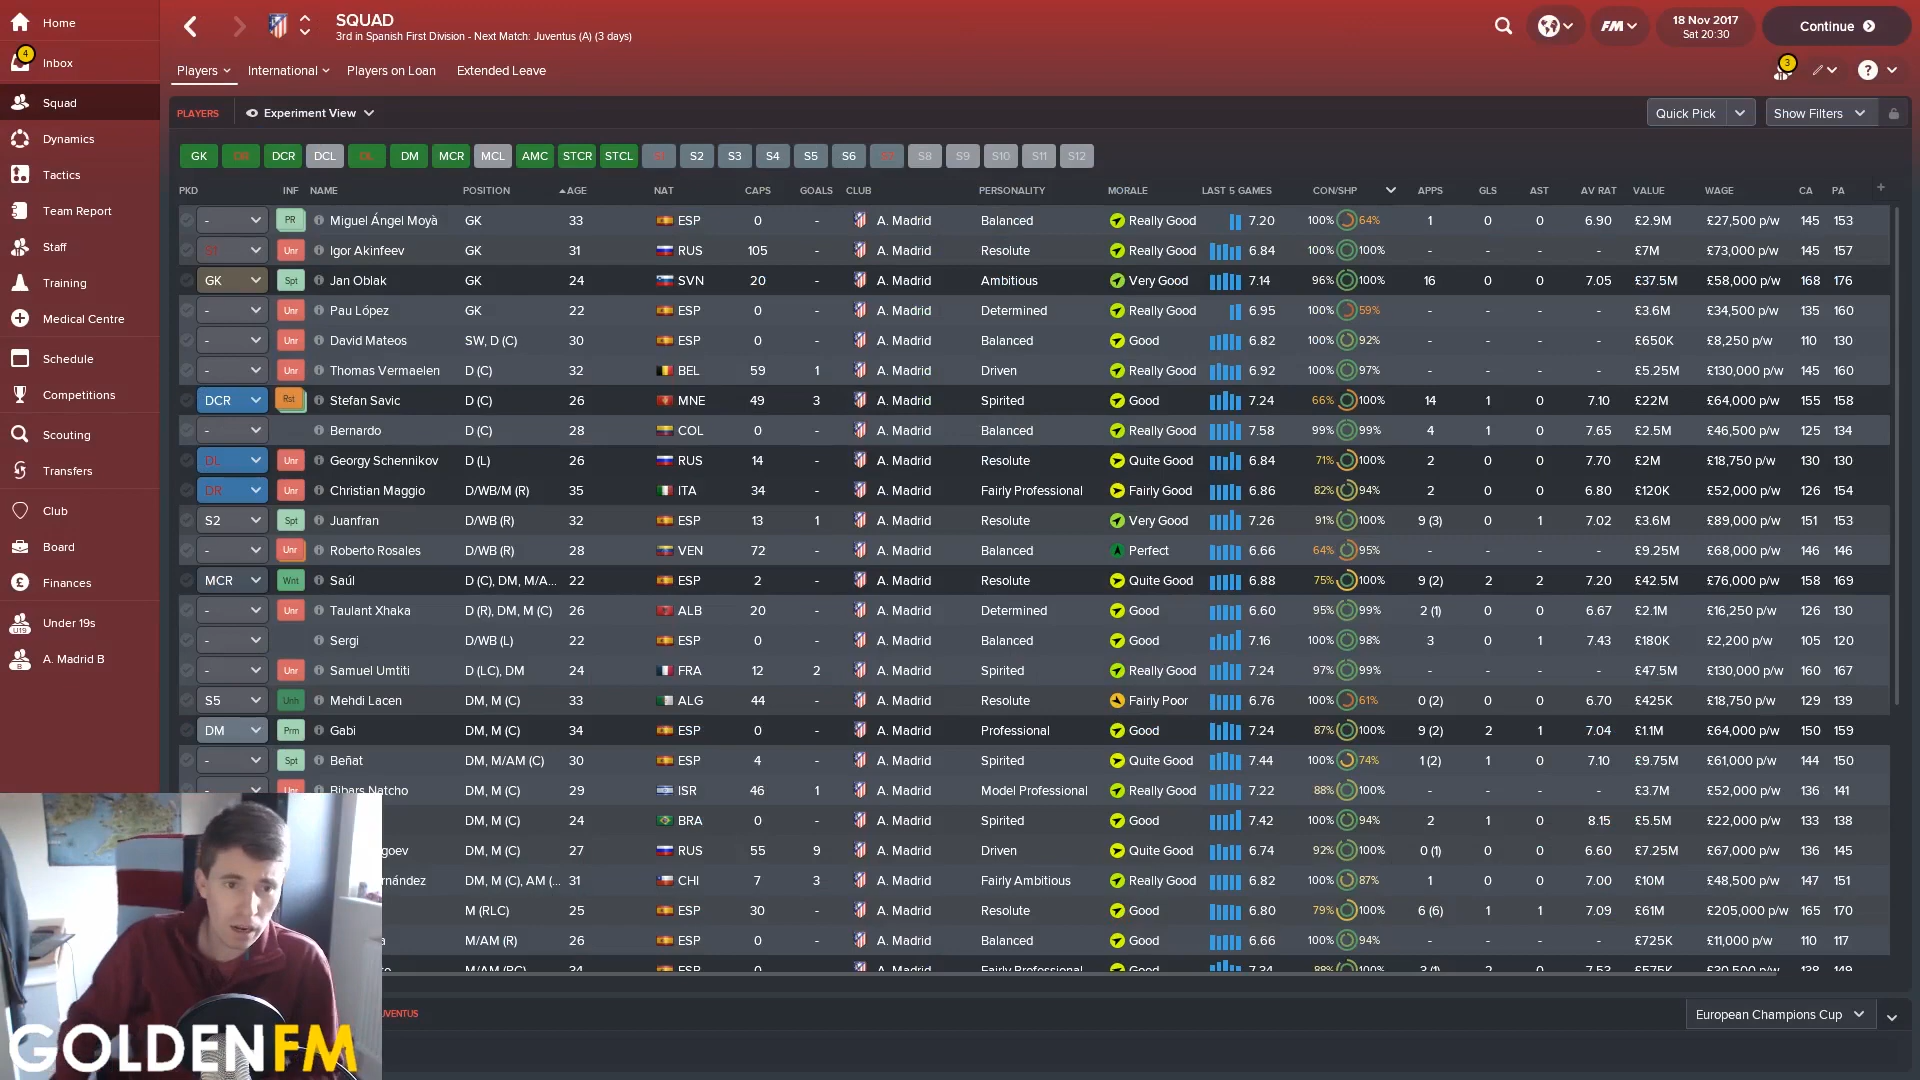 Home
4
Inbox
Squad
Dynamics
Tactics
Team Report
Staff
Training
Medical Centre
Schedule
Competitions
Scouting
Transfers
Club
Board
Finances
U19
Under 19s
B
A. Madrid B
SQUAD
3rd in Spanish First Division - Next Match: Juventus (A) (3 days)
FM
18 Nov 2017
Sat 20:30
Continue
Players International Players on Loan Extended Leave
3
?
PLAYERS Experiment View Quick Pick Show Filters
GK DR DCR DCL DL DM MCR MCL AMC STCR STCL S1 S2 S3 S4 S5 S6 S7 S8 S9 S10 S11 S12
PKD INF NAME POSITION AGE NAT CAPS GOALS CLUB PERSONALITY MORALE LAST 5 GAMES CON/SHP APPS GLS AST AV RAT VALUE WAGE CA PA +
- PR Miguel Ángel Moyà GK 33 ESP 0 - A. Madrid Balanced Really Good 7.20 100% 64% 1 0 0 6.90 £2.9M £27,500 p/w 145 153
S1 Unr Igor Akinfeev GK 31 RUS 105 - A. Madrid Resolute Really Good 6.84 100% 100% - - - - £7M £73,000 p/w 145 157
GK Spt Jan Oblak GK 24 SVN 20 - A. Madrid Ambitious Very Good 7.14 96% 100% 16 0 0 7.05 £37.5M £58,000 p/w 168 176
- Unr Pau López GK 22 ESP 0 - A. Madrid Determined Really Good 6.95 100% 59% - - - - £3.6M £34,500 p/w 135 160
- Unr David Mateos SW, D (C) 30 ESP 0 - A. Madrid Balanced Good 6.82 100% 92% - - - - £650K £8,250 p/w 110 130
- Unr Thomas Vermaelen D (C) 32 BEL 59 1 A. Madrid Driven Really Good 6.92 100% 97% - - - - £5.25M £130,000 p/w 145 160
DCR Rst Stefan Savic D (C) 26 MNE 49 3 A. Madrid Spirited Good 7.24 66% 100% 14 1 0 7.10 £22M £64,000 p/w 155 158
- Bernardo D (C) 28 COL 0 - A. Madrid Balanced Really Good 7.58 99% 99% 4 1 0 7.65 £2.5M £46,500 p/w 125 134
DL Unr Georgy Schennikov D (L) 26 RUS 14 - A. Madrid Resolute Quite Good 6.84 71% 100% 2 0 0 7.70 £2M £18,750 p/w 130 130
DR Unr Christian Maggio D/WB/M (R) 35 ITA 34 - A. Madrid Fairly Professional Fairly Good 6.86 82% 94% 2 0 0 6.80 £120K £52,000 p/w 126 154
S2 Spt Juanfran D/WB (R) 32 ESP 13 1 A. Madrid Resolute Very Good 7.26 91% 100% 9 (3) 0 1 7.02 £3.6M £89,000 p/w 151 153
- Unr Roberto Rosales D/WB (R) 28 VEN 72 - A. Madrid Balanced Perfect 6.66 64% 95% - - - - £9.25M £68,000 p/w 146 146
MCR Wnt Saúl D (C), DM, M/A... 22 ESP 2 - A. Madrid Resolute Quite Good 6.88 75% 100% 9 (2) 2 2 7.20 £42.5M £76,000 p/w 158 169
- Unr Taulant Xhaka D (R), DM, M (C) 26 ALB 20 - A. Madrid Determined Good 6.60 95% 99% 2 (1) 0 0 6.67 £2.1M £16,250 p/w 126 130
- Sergi D/WB (L) 22 ESP 0 - A. Madrid Balanced Good 7.16 100% 98% 3 0 1 7.43 £180K £2,200 p/w 105 120
- Unr Samuel Umtiti D (LC), DM 24 FRA 12 2 A. Madrid Spirited Really Good 7.24 97% 99% - - - - £47.5M £130,000 p/w 160 167
S5 Unh Mehdi Lacen DM, M (C) 33 ALG 44 - A. Madrid Resolute Fairly Poor 6.76 100% 61% 0 (2) 0 0 6.70 £425K £18,750 p/w 129 139
DM Prm Gabi DM, M (C) 34 ESP 0 - A. Madrid Professional Good 7.24 87% 100% 9 (2) 2 1 7.04 £1.1M £64,000 p/w 150 159
- Spt Beñat DM, M/AM (C) 30 ESP 4 - A. Madrid Spirited Quite Good 7.44 100% 74% 1 (2) 1 0 7.10 £9.75M £61,000 p/w 144 150
- Unr Bibars Natcho DM, M (C) 29 ISR 46 1 A. Madrid Model Professional Really Good 7.22 88% 100% - - - - £3.7M £52,000 p/w 136 141
DM, M (C) 24 BRA 0 - A. Madrid Spirited Good 7.42 100% 94% 2 1 0 8.15 £5.5M £22,000 p/w 133 138
goev DM, M (C) 27 RUS 55 9 A. Madrid Driven Quite Good 6.74 92% 100% 0 (1) 0 0 6.60 £7.25M £67,000 p/w 136 145
rnández DM, M (C), AM (... 31 CHI 7 3 A. Madrid Fairly Ambitious Really Good 6.82 100% 87% 1 0 0 7.00 £10M £48,500 p/w 147 151
M (RLC) 25 ESP 30 - A. Madrid Resolute Good 6.80 79% 100% 6 (6) 1 1 7.09 £61M £205,000 p/w 165 170
a M/AM (R) 26 ESP 0 - A. Madrid Balanced Good 6.66 100% 94% - - - - £725K £11,000 p/w 110 117
M/AM (RC) ESP 0 - A. Madrid Fairly Professional Good 88% 100% 2 0 £575K £30,500 p/w
UVENTUS European Champions Cup
GOLDENFM